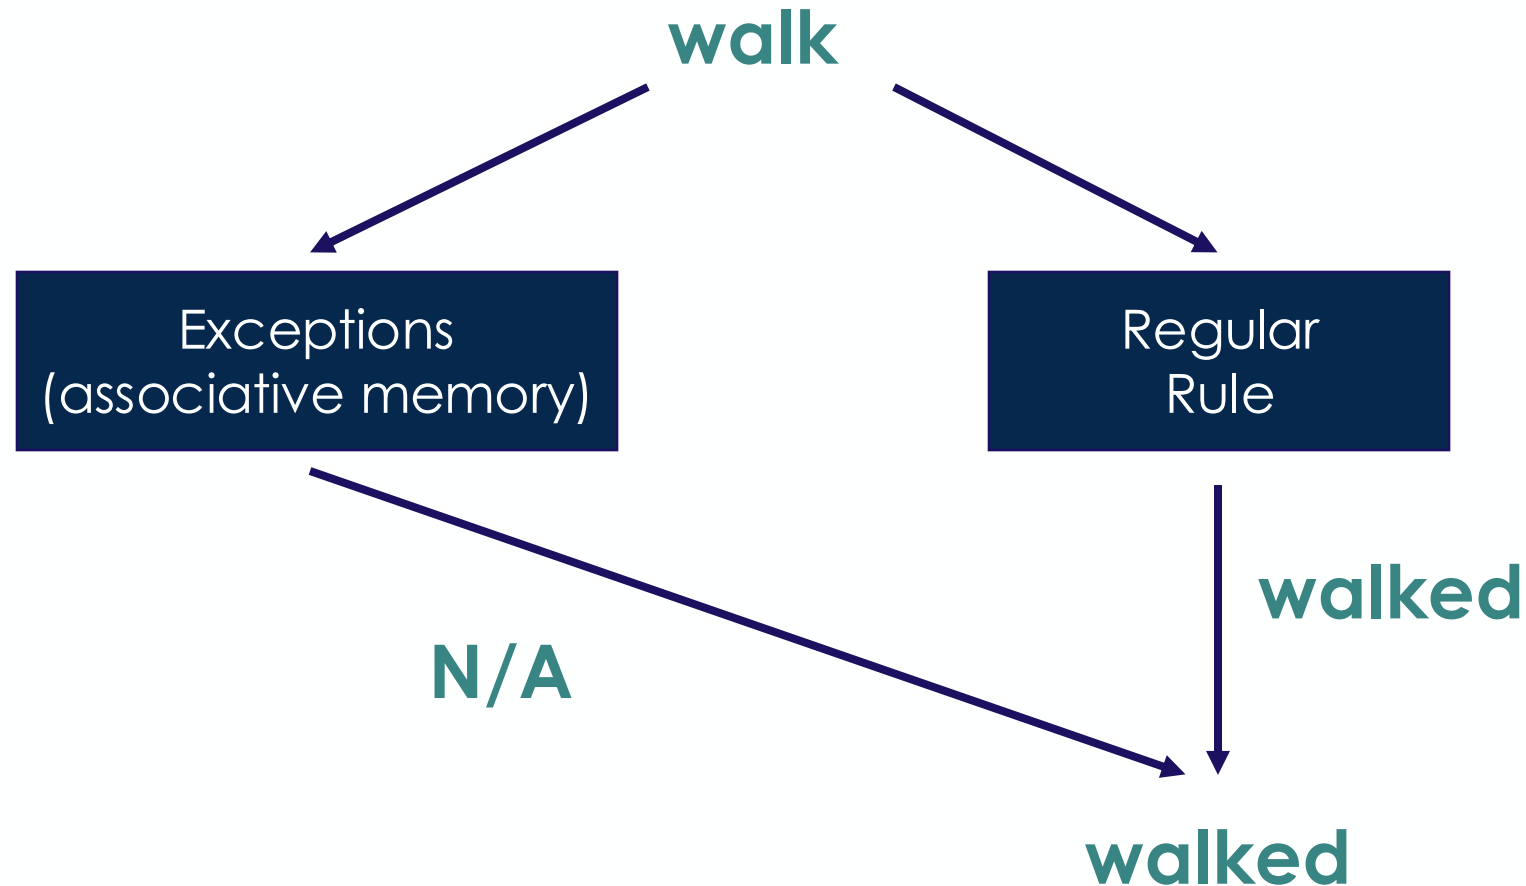 walk
Exceptions
(associative memory)
Regular
Rule
walked
N/A
walked